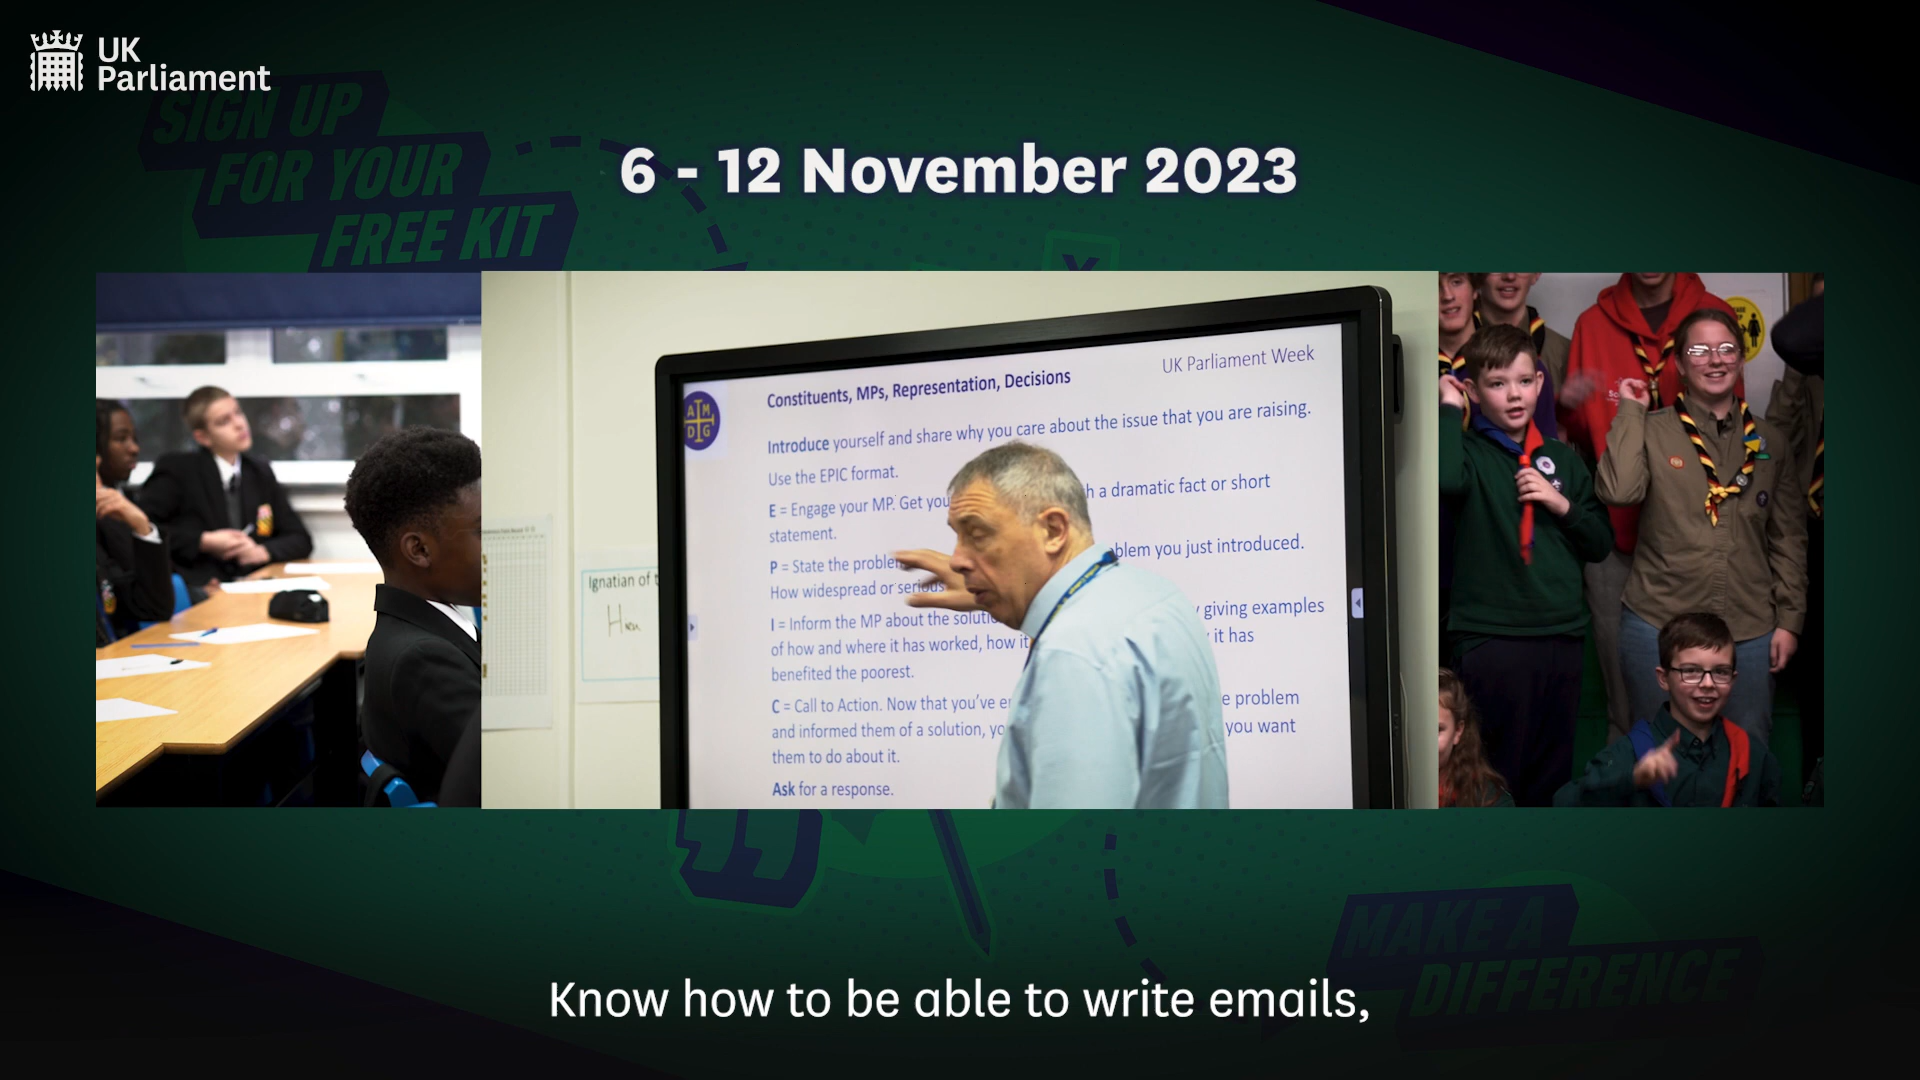 UK
Parliament
SIGN UP
FOR YOUR
FREE KIT
6 - 12 November 2023
UK Parliament Week
Constituents, MPs, Representation, Decisions
A M
D G
Introduce yourself and share why you care about the issue that you are raising.
Use the EPIC format.
E = Engage your MP. Get you h a dramatic fact or short
statement.
P = State the problem blem you just introduced.
How widespread or serious
I = Inform the MP about the solutio y giving examples
of how and where it has worked, how it y it has
benefited the poorest.
C = Call to Action. Now that you’ve en e problem
and informed them of a solution, yo you want
them to do about it.
Ask for a response.
Ignation of t
MAKE A
DIFFERENCE
Know how to be able to write emails,